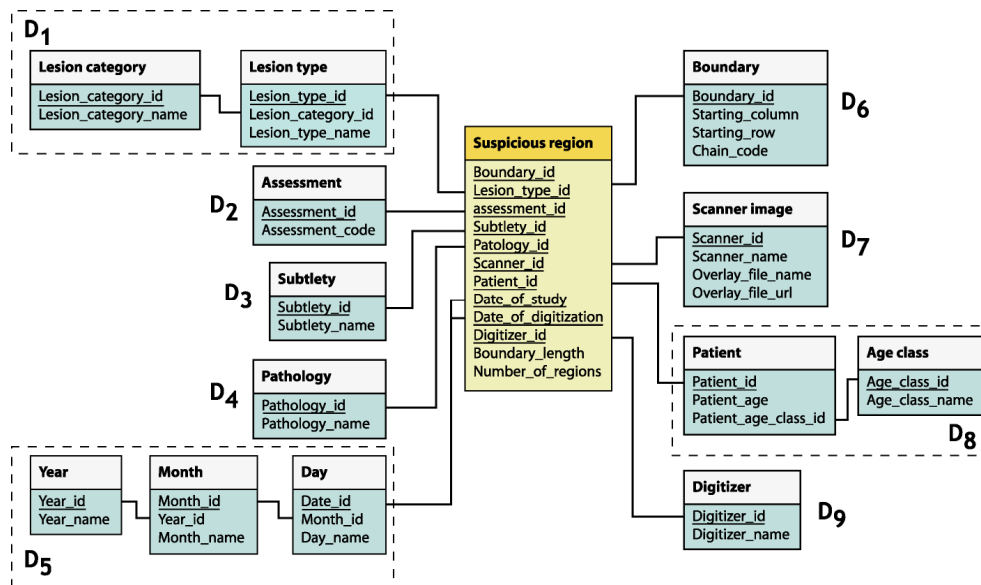 D1
Lesion category
Lesion_category_id
Lesion_category_name
Lesion type
Lesion_type_id
Lesion_category_id
Lesion_type_name
D2
Assessment
Assessment_id
Assessment_code
D3
Subtlety
Subtlety_id
Subtlety_name
D4
Pathology
Pathology_id
Pathology_name
Year
Year_id
Year_name
Month
Month_id
Year_id
Month_name
Day
Date_id
Month_id
Day_name
D5
Suspicious region
Boundary_id
Lesion_type_id
assessment_id
Subtlety_id
Patology_id
Scanner_id
Patient_id
Date_of_study
Date_of_digitization
Digitizer_id
Boundary_length
Number_of_regions
Boundary
Boundary_id
Starting_column
Starting_row
Chain_code
D6
Scanner image
Scanner_id
Scanner_name
Overlay_file_name
Overlay_file_url
D7
Patient
Patient_id
Patient_age
Patient_age_class_id
Age class
Age_class_id
Age_class_name
D8
Digitizer
Digitizer_id
Digitizer_name
D9